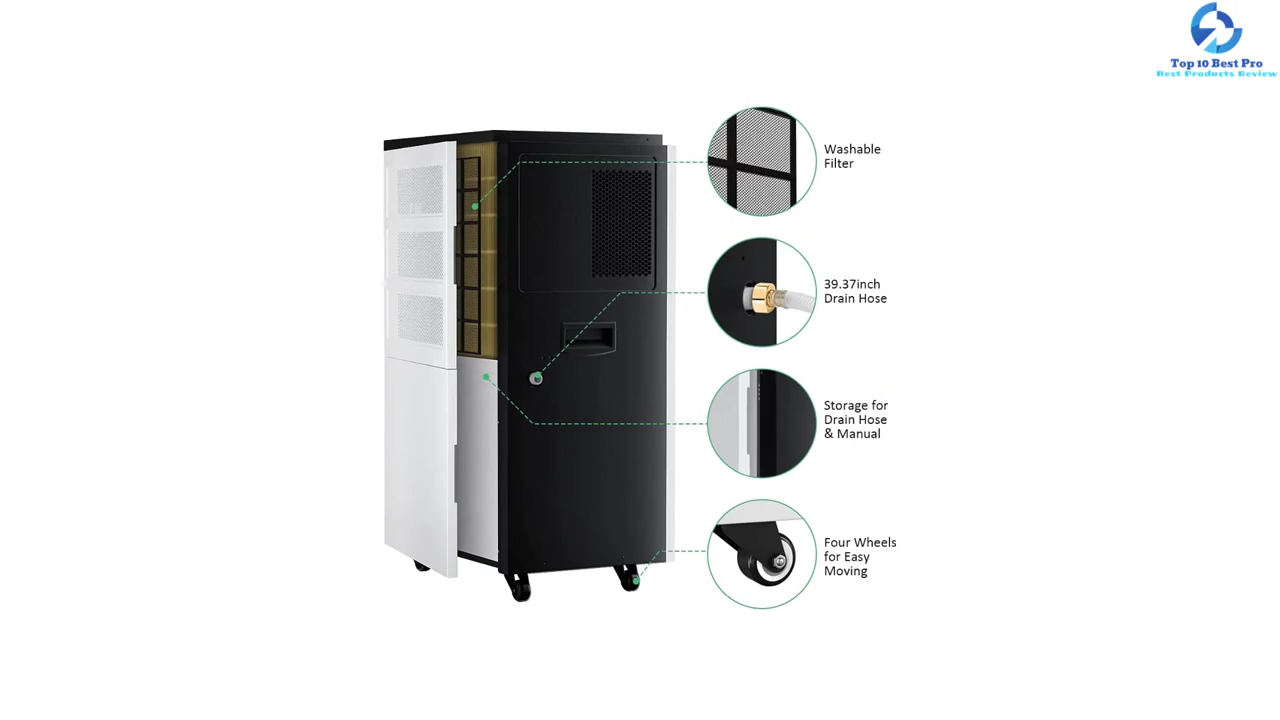 Top 10 Best Pro
Best Products Review
Washable
Filter
39.37inch
Drain Hose
Storage for
Drain Hose
& Manual
Four Wheels
for Easy
Moving